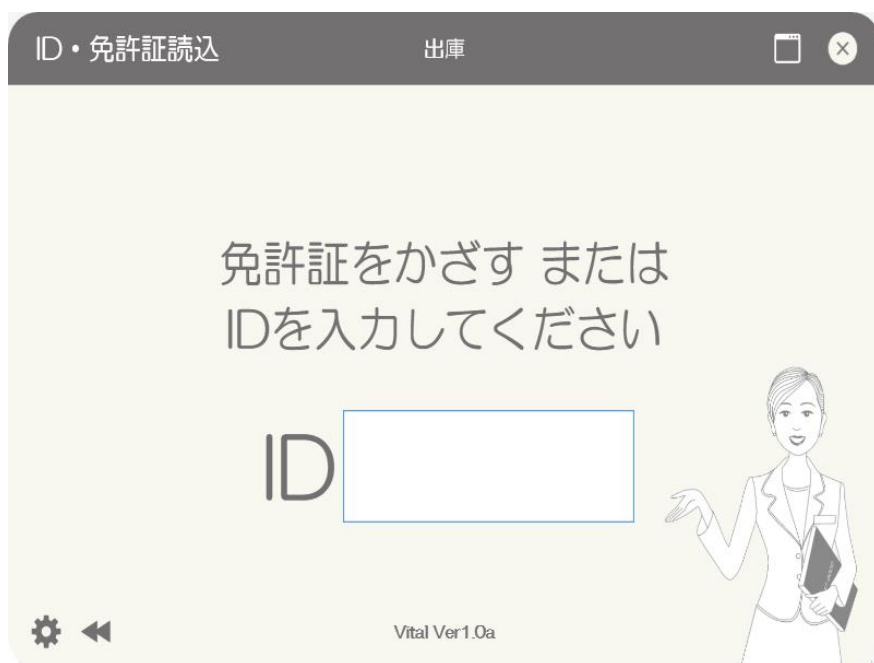 ID・免許証読込
出庫
免許証をかざす または
IDを入力してください
ID
Vital Ver1.0a